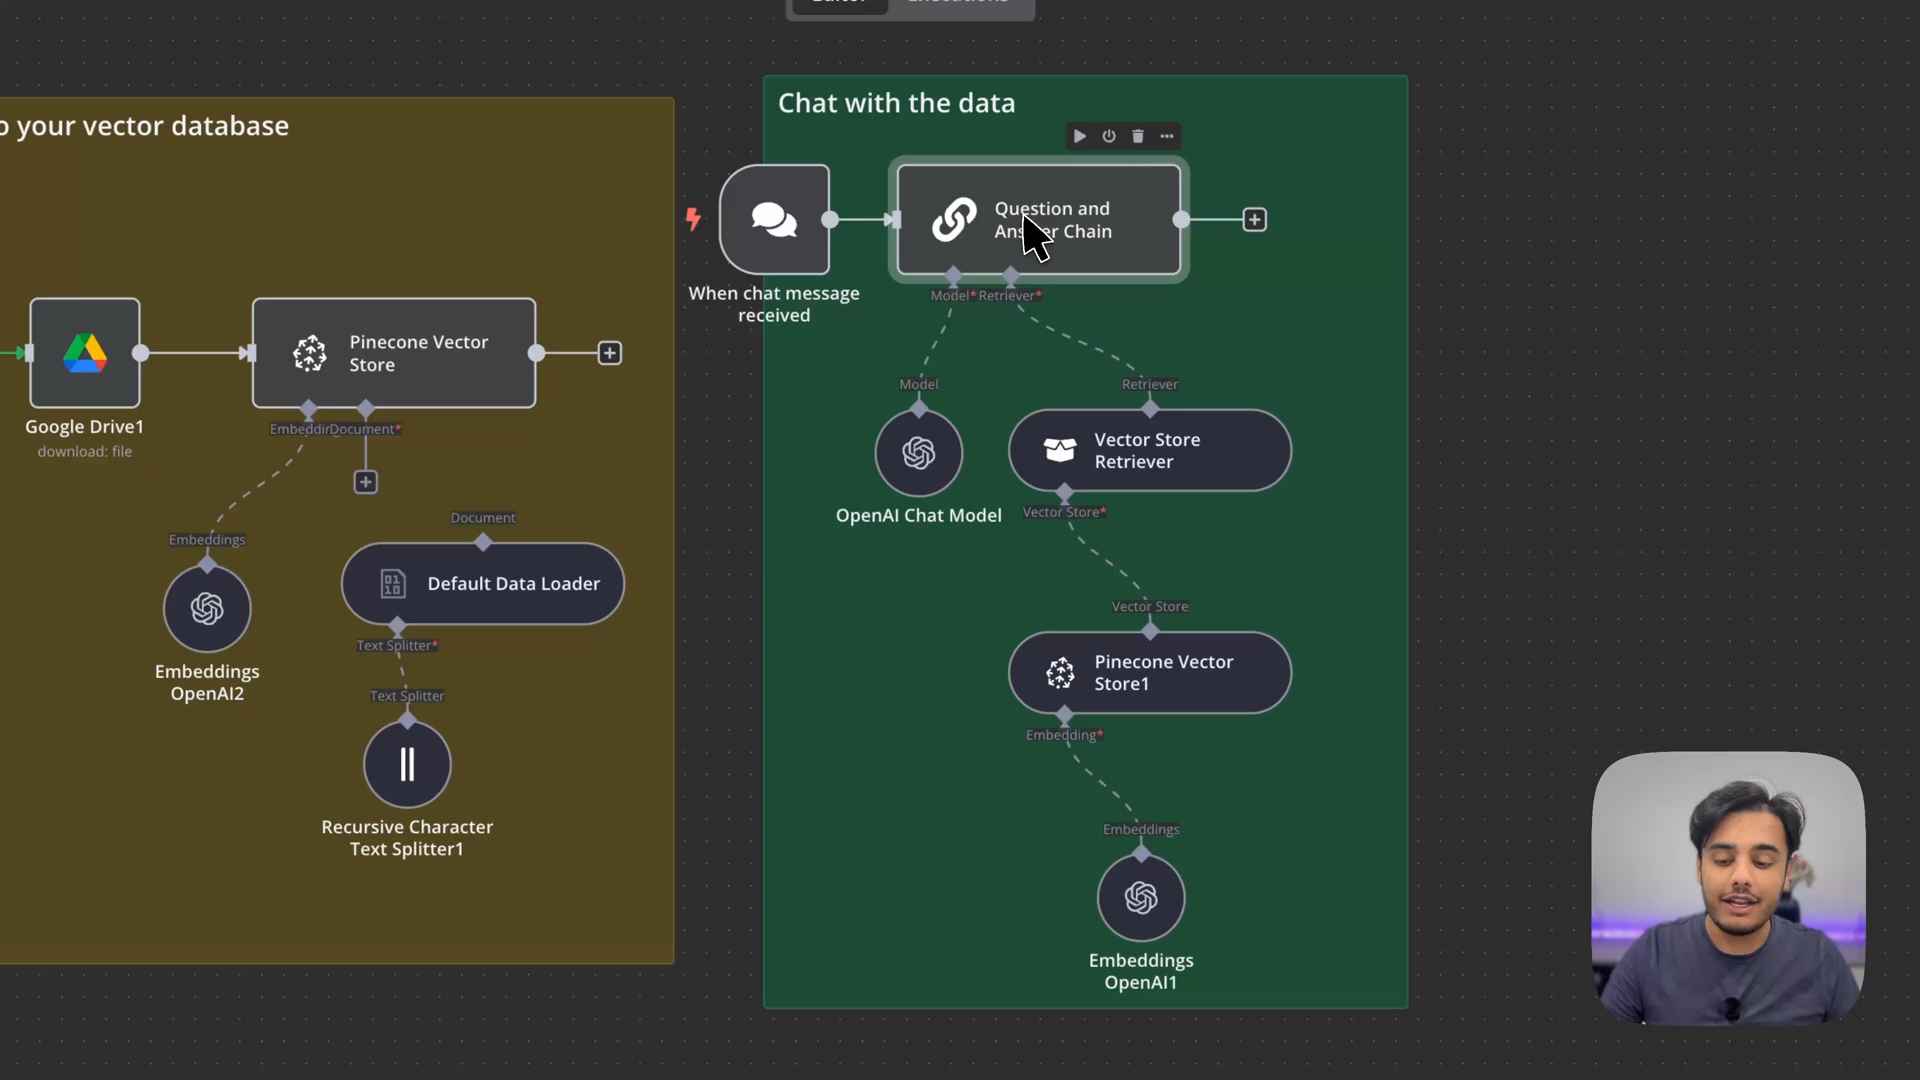 Editor
Executions
o your vector database
Chat with the data
Question and
Answer Chain
When chat message
received
Model* Retriever*
Pinecone Vector
Store
Google Drive1
download: file
Document*
Model
Retriever
Vector Store
Retriever
OpenAI Chat Model
Vector Store*
Document
Embeddings
Default Data Loader
Vector Store
Text Splitter*
Embeddings
OpenAI2
Pinecone Vector
Store1
Text Splitter
Embedding*
Recursive Character
Text Splitter1
Embeddings
Embeddings
OpenAI1